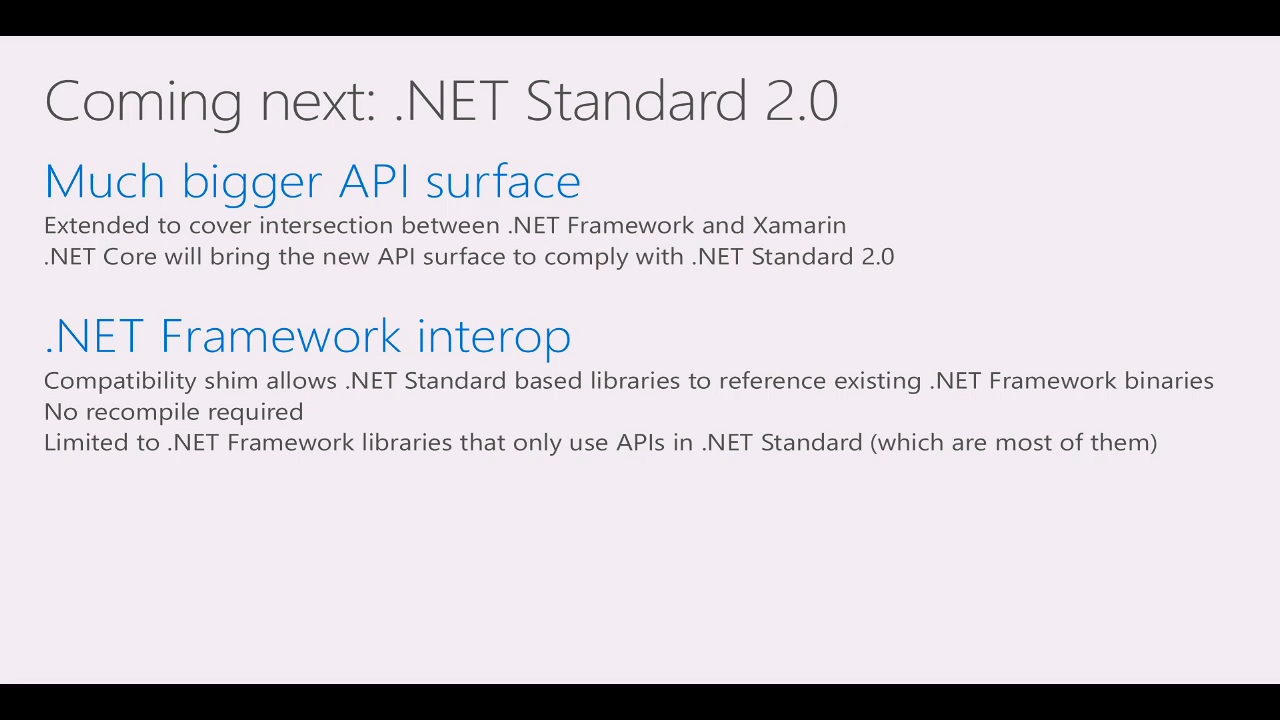 Coming next: .NET Standard 2.0
Much bigger API surface
Extended to cover intersection between .NET Framework and Xamarin
.NET Core will bring the new API surface to comply with .NET Standard 2.0
.NET Framework interop
Compatibility shim allows .NET Standard based libraries to reference existing .NET Framework binaries
No recompile required
Limited to .NET Framework libraries that only use APIs in .NET Standard (which are most of them)